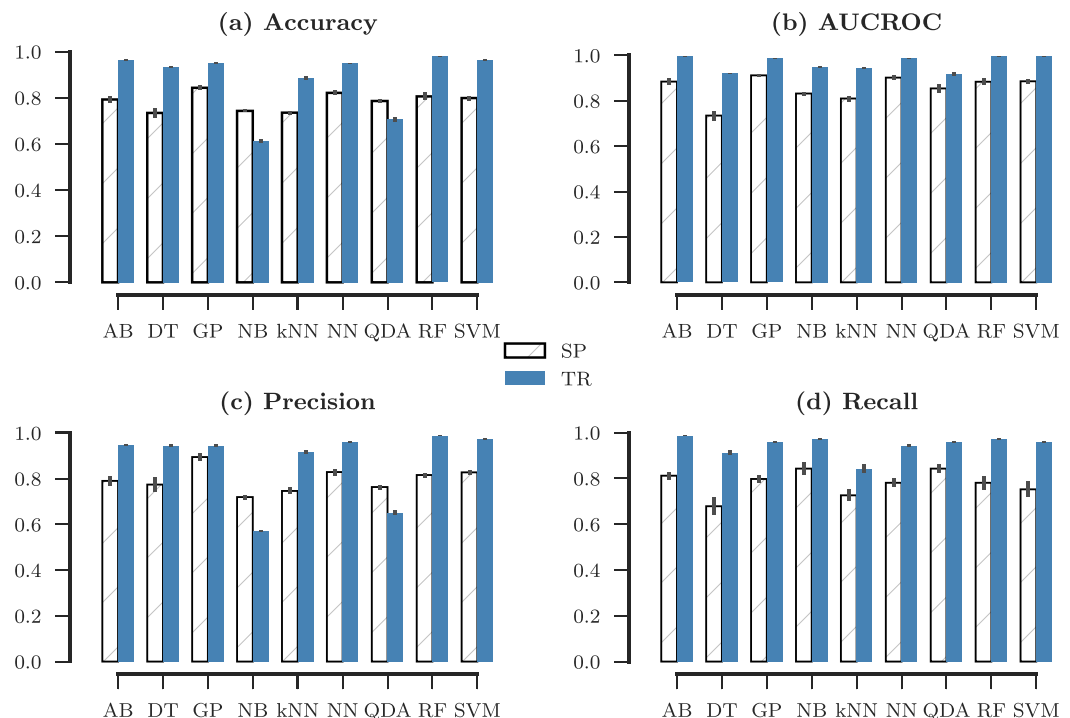 (a) Accuracy
1.0
0.8
0.6
0.4
0.2
0.0
AB DT GP NB kNN NN QDA RF SVM
(b) AUCROC
1.0
0.8
0.6
0.4
0.2
0.0
AB DT GP NB kNN NN QDA RF SVM
SP
TR
(c) Precision
1.0
0.8
0.6
0.4
0.2
0.0
AB DT GP NB kNN NN QDA RF SVM
(d) Recall
1.0
0.8
0.6
0.4
0.2
0.0
AB DT GP NB kNN NN QDA RF SVM